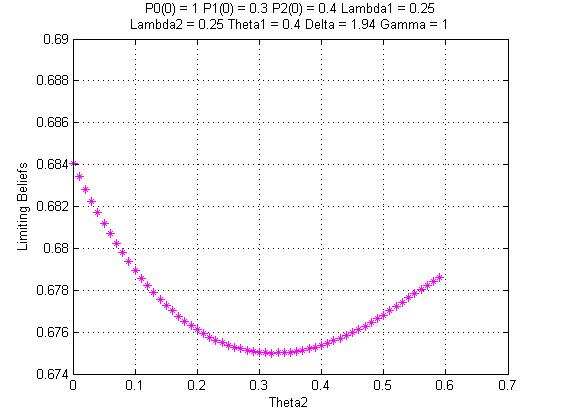 P0(0) = 1 P1(0) = 0.3 P2(0) = 0.4 Lambda1 = 0.25
Lambda2 = 0.25 Theta1 = 0.4 Delta = 1.94 Gamma = 1
0.69
0.688
0.686
0.684
0.682
0.68
0.678
0.676
0.674
Limiting Beliefs
0 0.1 0.2 0.3 0.4 0.5 0.6 0.7
Theta2